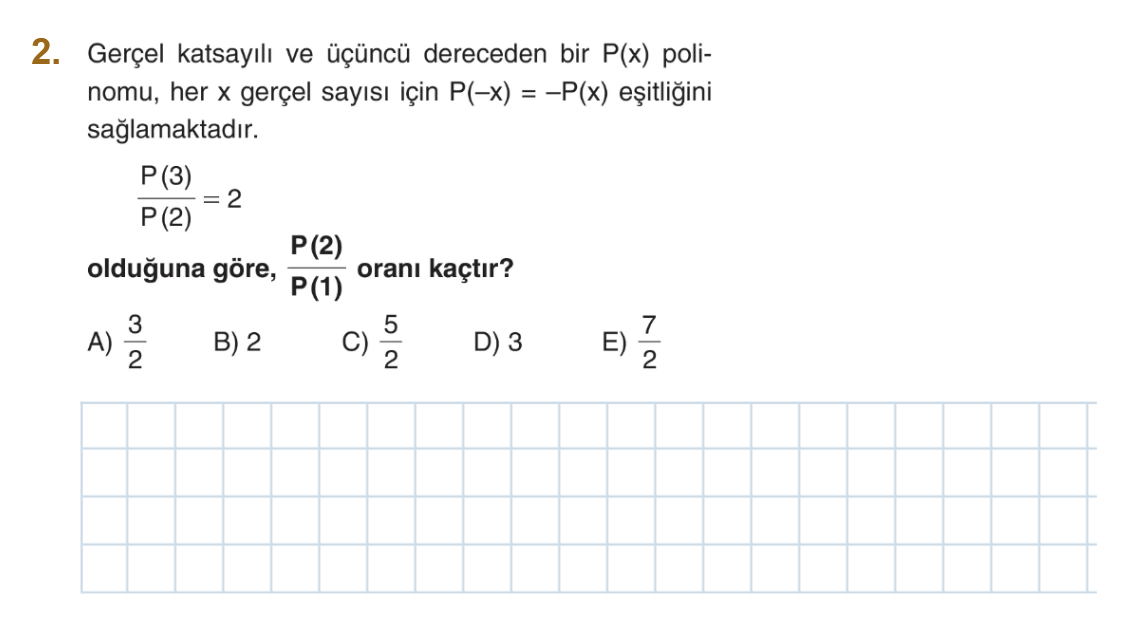 2. Gerçel katsayılı ve üçüncü dereceden bir P(x) poli-
nomu, her x gerçel sayısı için P(–x) = –P(x) eşitliğini
sağlamaktadır.
P(3)
P(2) = 2
olduğuna göre, P(2)/P(1) oranı kaçtır?
A) 3/2 B) 2 C) 5/2 D) 3 E) 7/2